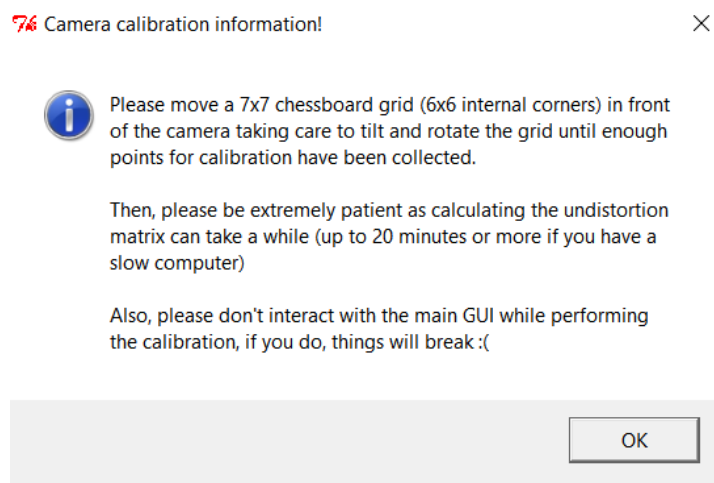 Camera calibration information!
Please move a 7x7 chessboard grid (6x6 internal corners) in front
of the camera taking care to tilt and rotate the grid until enough
points for calibration have been collected.
Then, please be extremely patient as calculating the undistortion
matrix can take a while (up to 20 minutes or more if you have a
slow computer)
Also, please don't interact with the main GUI while performing
the calibration, if you do, things will break :(
OK